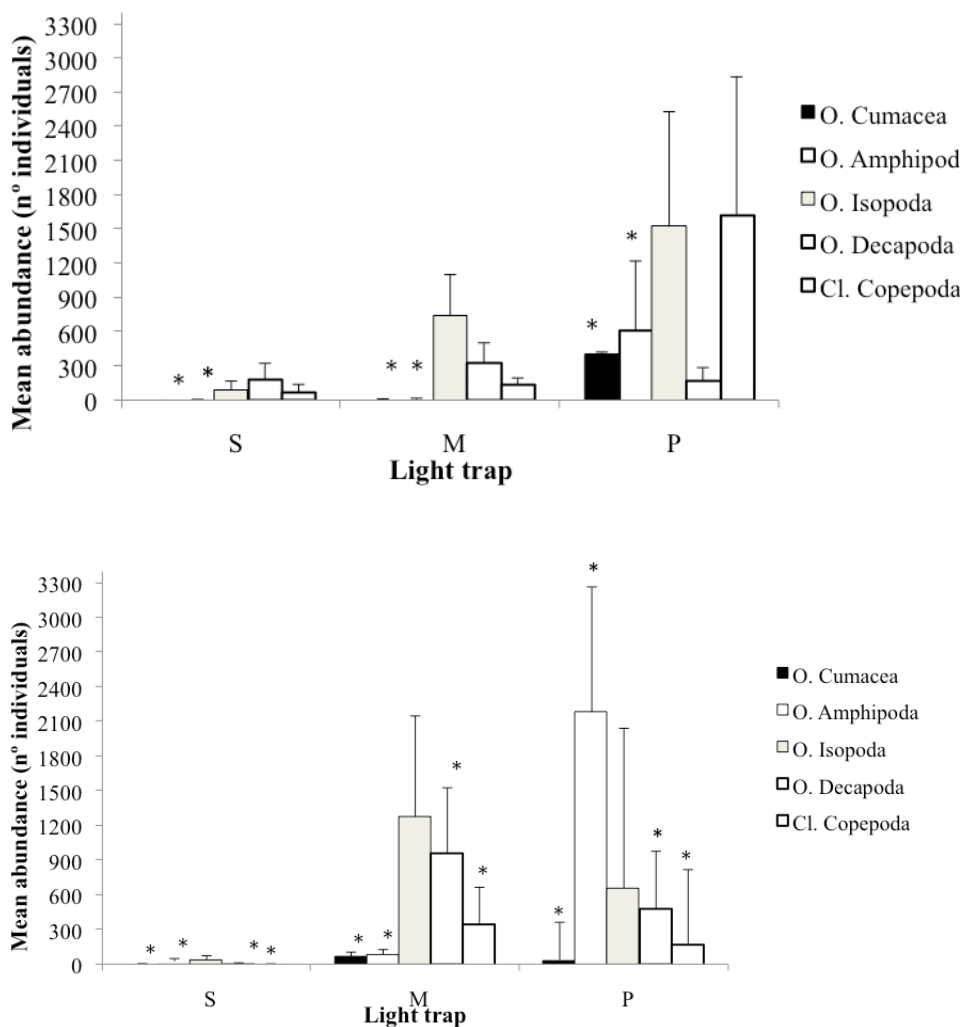 Mean abundance (nº individuals)
3300
3000
2700
2400
2100
1800
1500
1200
900
600
300
0
* * * * * *
S M P
Light trap
O. Cumacea
O. Amphipod
O. Isopoda
O. Decapoda
Cl. Copepoda
Mean abundance (nº individuals)
3300
3000
2700
2400
2100
1800
1500
1200
900
600
300
0
* * * * * * * * * * * *
S M P
Light trap
O. Cumacea
O. Amphipoda
O. Isopoda
O. Decapoda
Cl. Copepoda